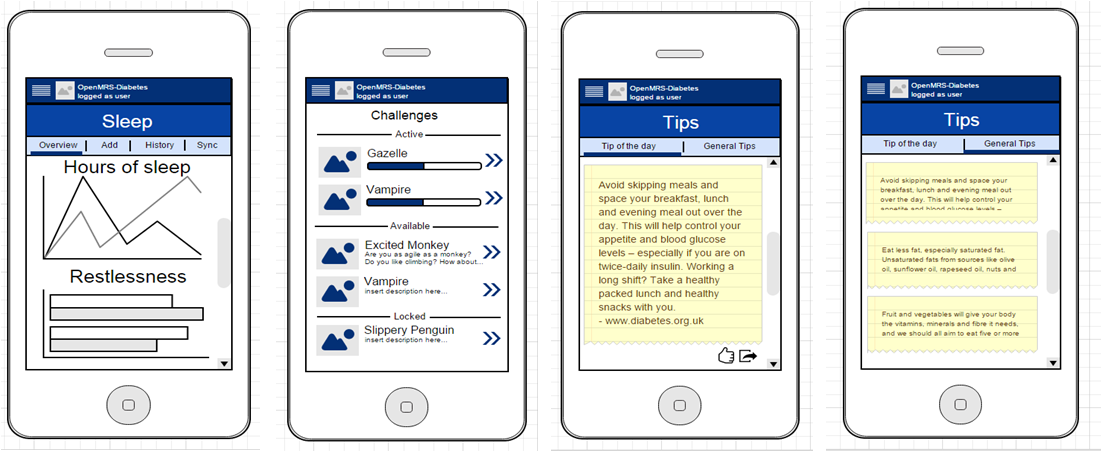 OpenMRS-Diabetes
logged as user
Sleep
Overview Add History Sync
Hours of sleep
Restlessness
OpenMRS-Diabetes
logged as user
Challenges
Active
Gazelle
Vampire
Available
Excited Monkey
Are you as agile as a monkey?
Do you like climbing? How about...
Vampire
insert description here...
Locked
Slippery Penguin
insert description here...
OpenMRS-Diabetes
logged as user
Tips
Tip of the day General Tips
Avoid skipping meals and
space your breakfast, lunch
and evening meal out over the
day. This will help control your
appetite and blood glucose
levels – especially if you are on
twice-daily insulin. Working a
long shift? Take a healthy
packed lunch and healthy
snacks with you.
- www.diabetes.org.uk
OpenMRS-Diabetes
logged as user
Tips
Tip of the day General Tips
Avoid skipping meals and space your
breakfast, lunch and evening meal out
over the day. This will help control your
appetite and blood glucose levels –
Eat less fat, especially saturated fat.
Unsaturated fats from sources like olive
oil, sunflower oil, rapeseed oil, nuts and
Fruit and vegetables will give your body
the vitamins, minerals and fibre it needs,
and we should all aim to eat five or more